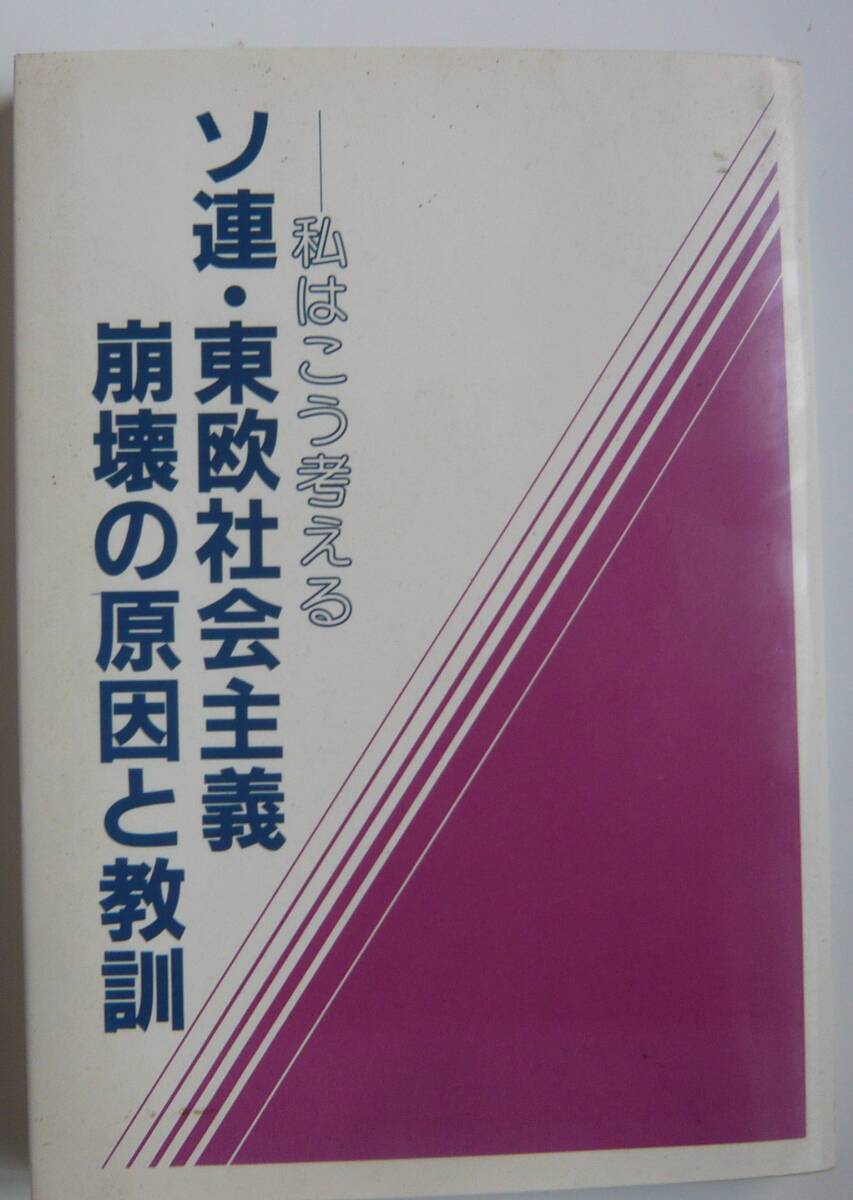 ──私はこう考える
ソ連・東欧社会主義
崩壊の原因と教訓